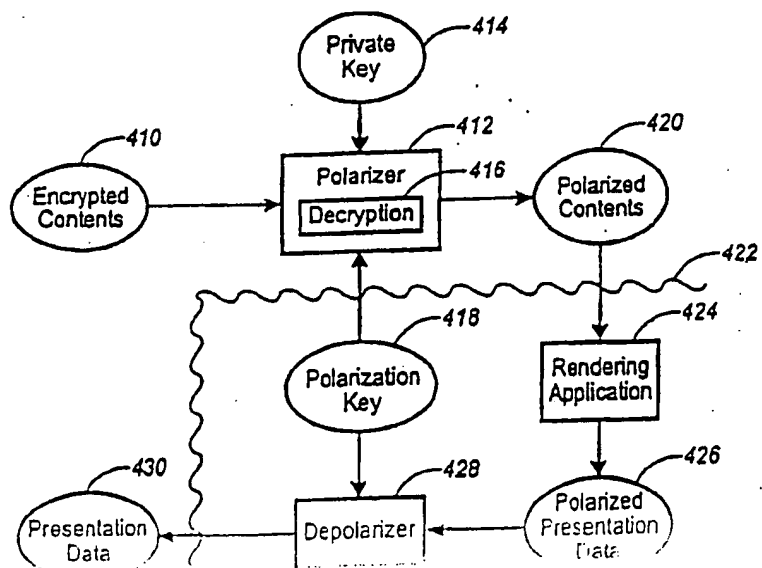 414
Private
Key
410
412
420
Polarizer
416
Decryption
Encrypted
Contents
Polarized
Contents
422
418
424
Polarization
Key
Rendering
Application
430
428
426
Presentation
Data
Depolarizer
Polarized
Presentation
Data